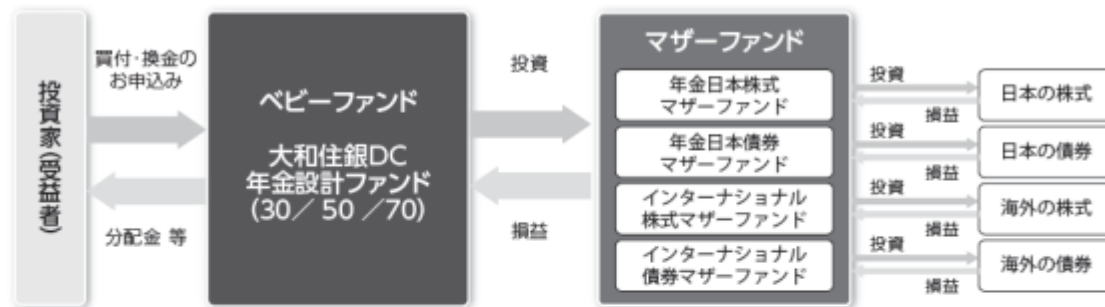 投資家（受益者）
買付・換金の
お申込み
分配金 等
ベビーファンド
大和住銀DC
年金設計ファンド
(30／50／70)
投資
損益
マザーファンド
年金日本株式
マザーファンド
年金日本債券
マザーファンド
インターナショナル
株式マザーファンド
インターナショナル
債券マザーファンド
投資
損益
日本の株式
投資
損益
日本の債券
投資
損益
海外の株式
投資
損益
海外の債券